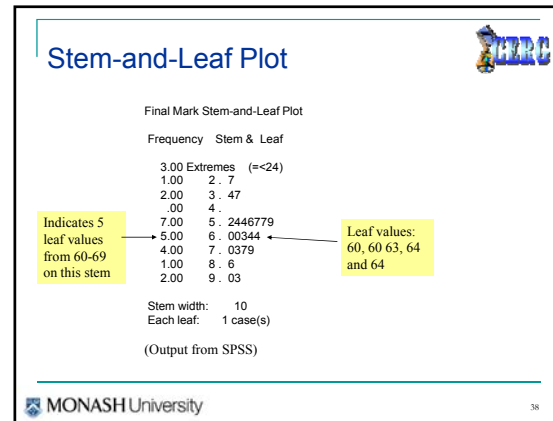 Stem-and-Leaf Plot
CERC
Final Mark Stem-and-Leaf Plot
Frequency Stem & Leaf
3.00 Extremes (=<24)
1.00 2 . 7
2.00 3 . 47
.00 4 .
7.00 5 . 2446779
5.00 6 . 00344
4.00 7 . 0379
1.00 8 . 6
2.00 9 . 03
Indicates 5
leaf values
from 60-69
on this stem
Leaf values:
60, 60 63, 64
and 64
Stem width: 10
Each leaf: 1 case(s)
(Output from SPSS)
MONASH University
38